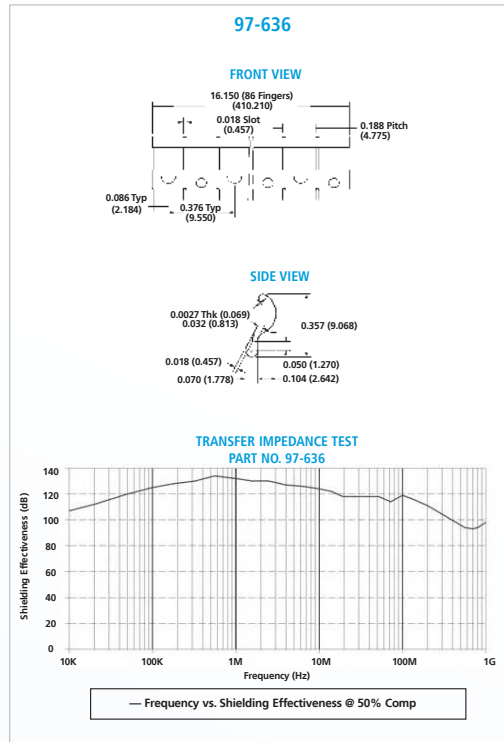 97-636
FRONT VIEW
16.150 (86 Fingers)
(410.210)
0.018 Slot
(0.457)
0.188 Pitch
(4.775)
0.086 Typ
(2.184)
0.376 Typ
(9.550)
SIDE VIEW
0.0027 Thk (0.069)
0.032 (0.813)
0.357 (9.068)
0.018 (0.457)
0.050 (1.270)
0.070 (1.778)
0.104 (2.642)
TRANSFER IMPEDANCE TEST
PART NO. 97-636
Shielding Effectiveness (dB)
140
120
100
80
60
40
20
0
10K 100K 1M 10M 100M 1G
Frequency (Hz)
— Frequency vs. Shielding Effectiveness @ 50% Comp